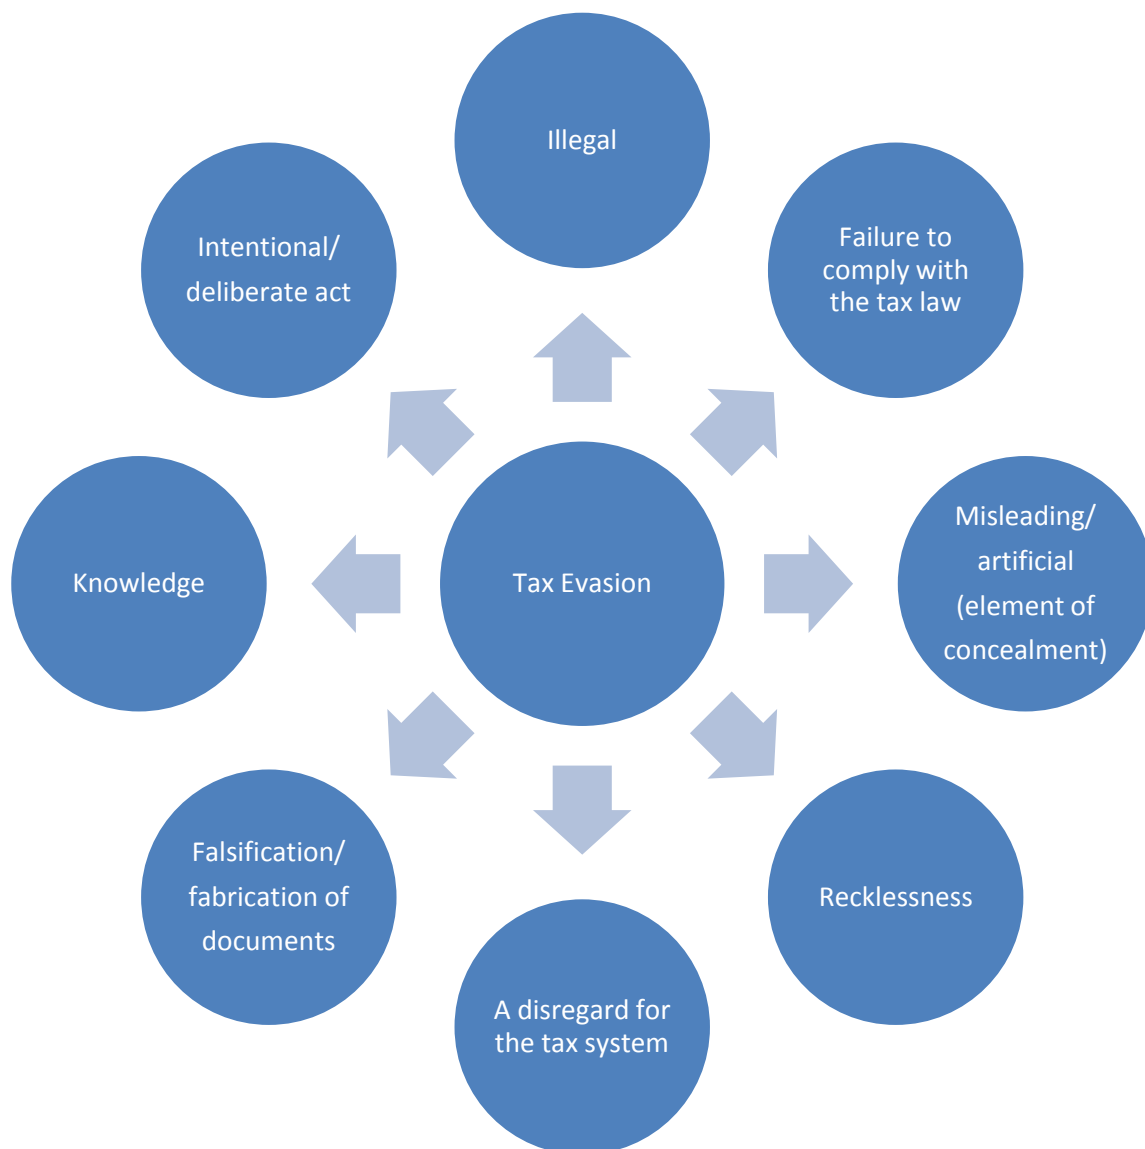 Illegal
Failure to
comply with
the tax law
Misleading/
artificial
(element of
concealment)
Recklessness
A disregard for
the tax system
Falsification/
fabrication of
documents
Knowledge
Intentional/
deliberate act
Tax Evasion